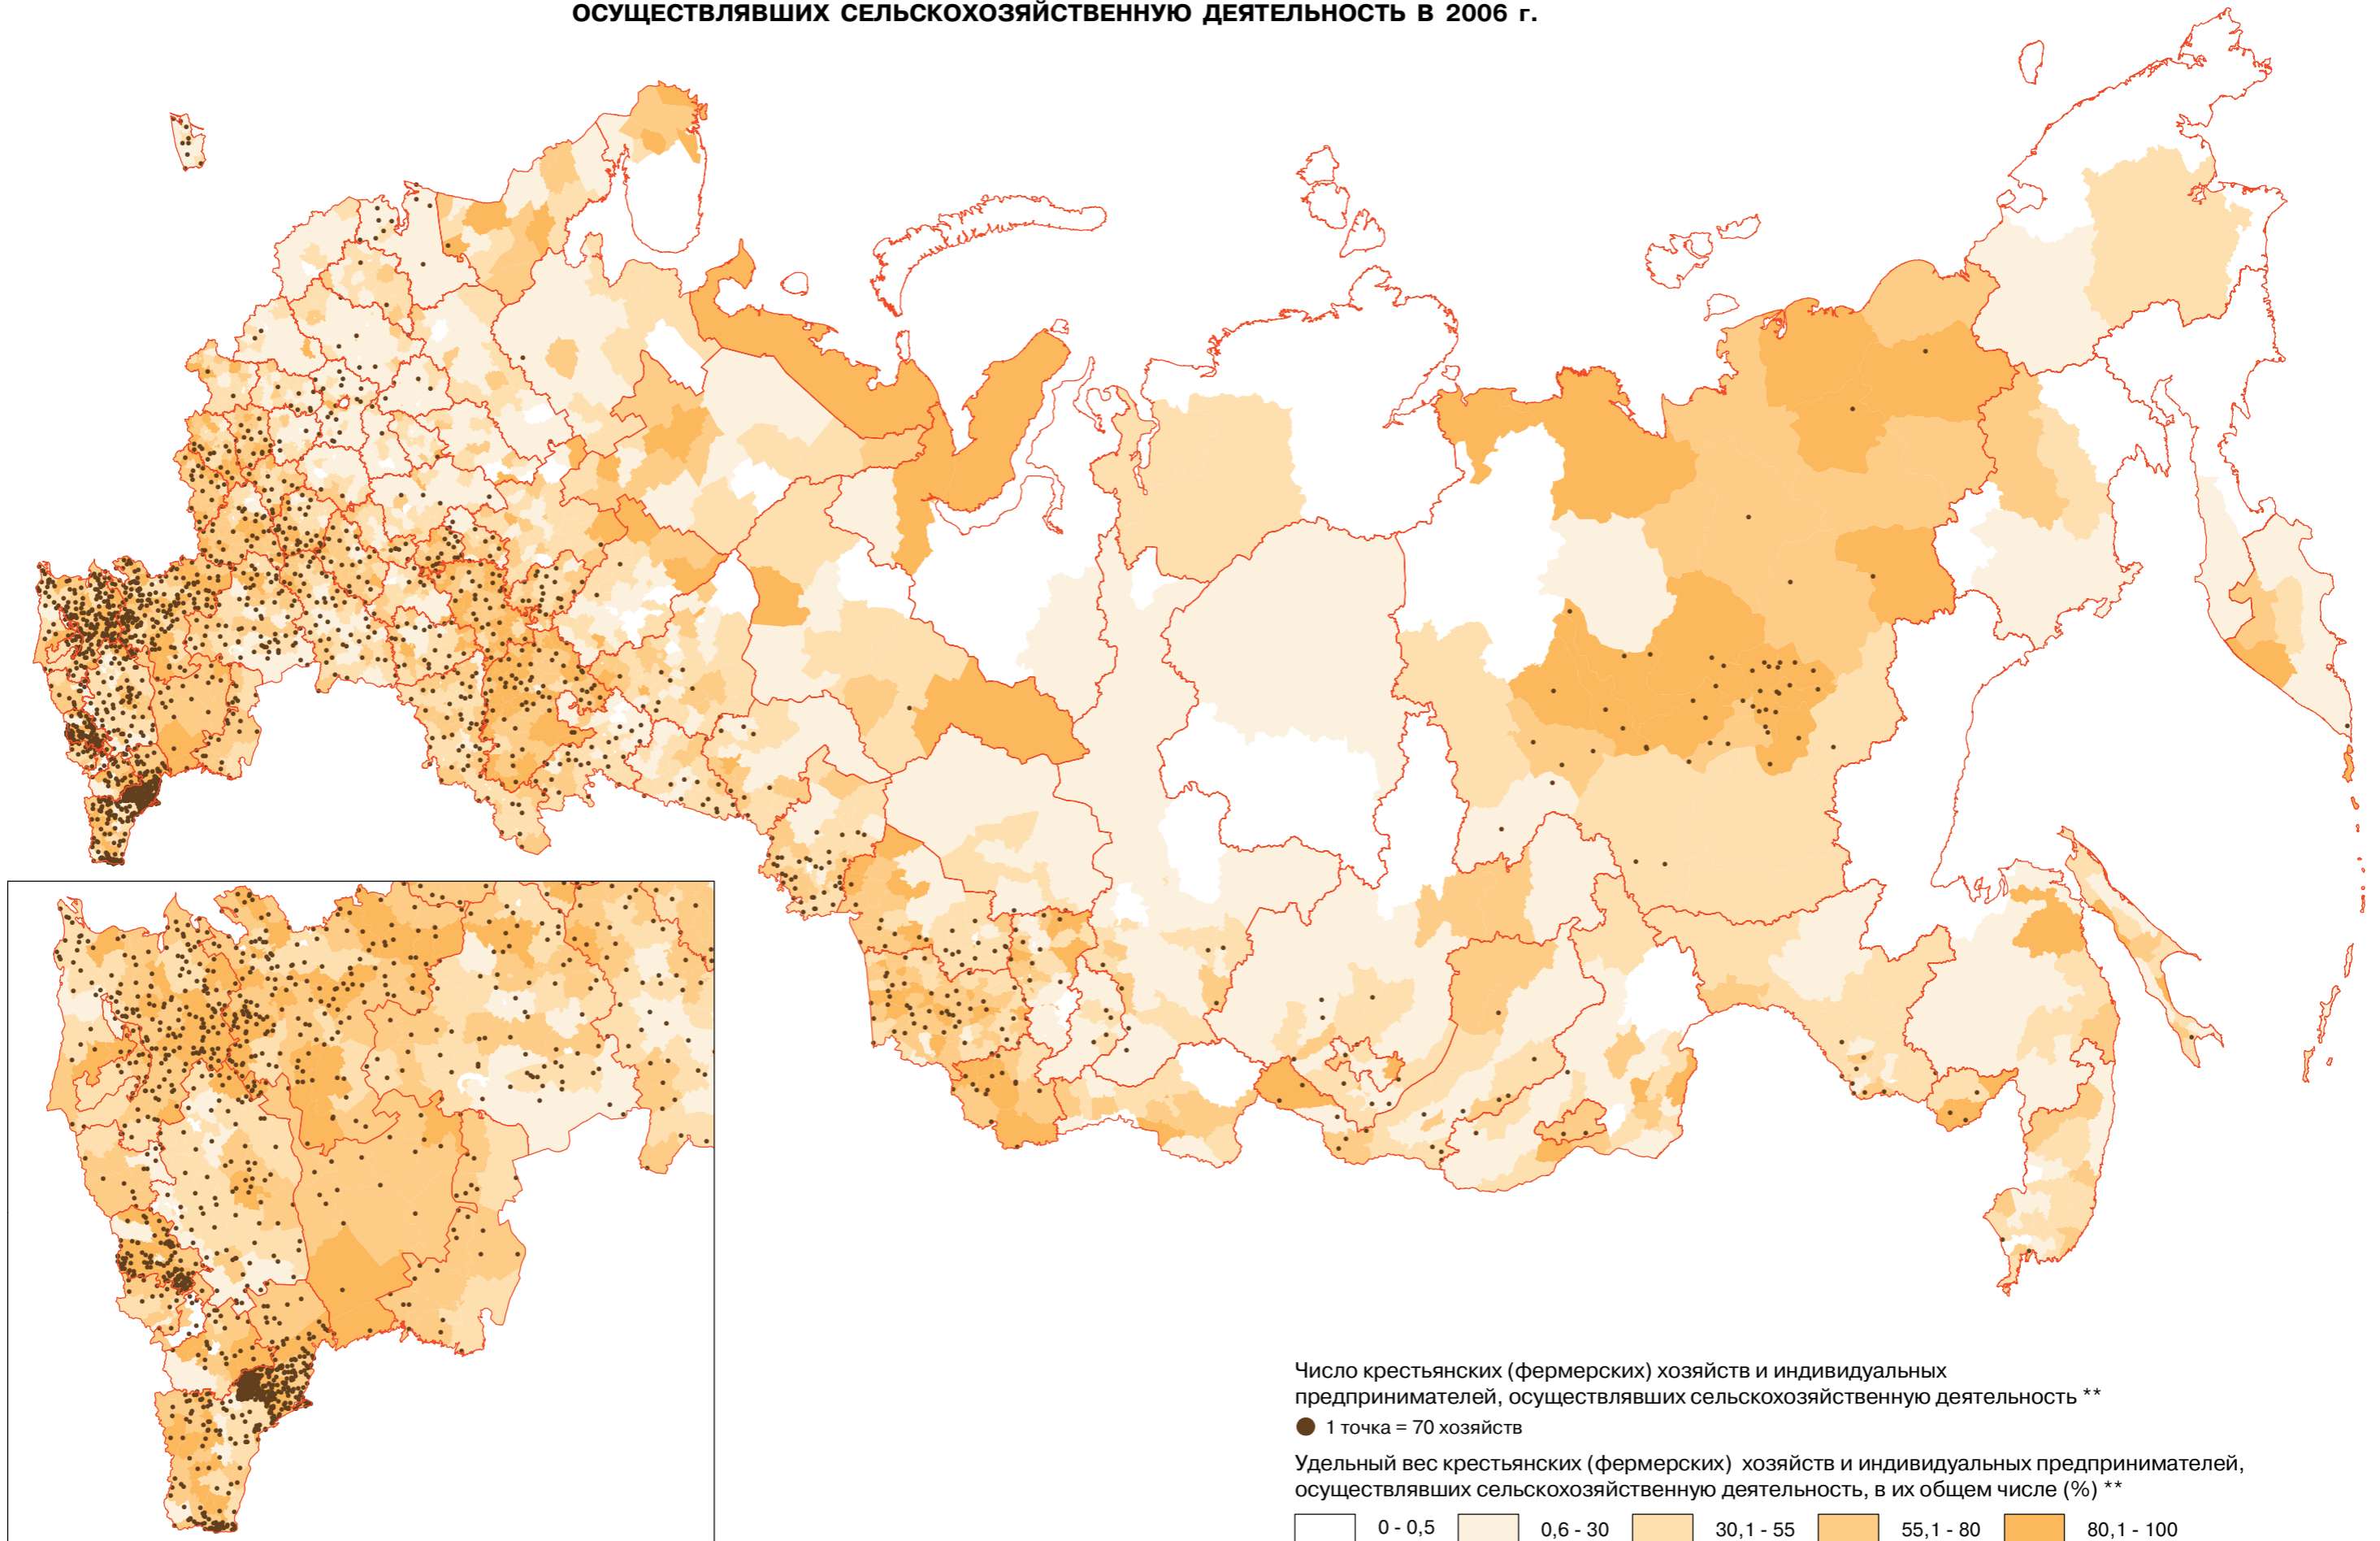 ОСУЩЕСТВЛЯВШИХ СЕЛЬСКОХОЗЯЙСТВЕННУЮ ДЕЯТЕЛЬНОСТЬ В 2006 г.
Число крестьянских (фермерских) хозяйств и индивидуальных
предпринимателей, осуществлявших сельскохозяйственную деятельность **
1 точка = 70 хозяйств
Удельный вес крестьянских (фермерских) хозяйств и индивидуальных предпринимателей,
осуществлявших сельскохозяйственную деятельность, в их общем числе (%) **
0 - 0,5 0,6 - 30 30,1 - 55 55,1 - 80 80,1 - 100